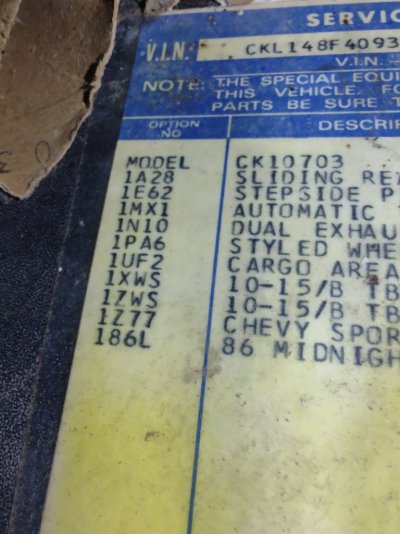 SERVIC
V.I.N. CKL148F4093
V.I.N.
NOTE: THE SPECIAL EQUI
THIS VEHICLE. FO
PARTS BE SURE T
OPTION NO DESCRIP
MODEL CK10703
1A28 SLIDING REA
1E62 STEPSIDE P
1MX1 AUTOMATIC
1N10 DUAL EXHAU
1PA6 STYLED WHE
1UF2 CARGO AREA
1XWS 10-15/B TB
1ZWS 10-15/B TB
1Z77 CHEVY SPOR
186L 86 MIDNIGH